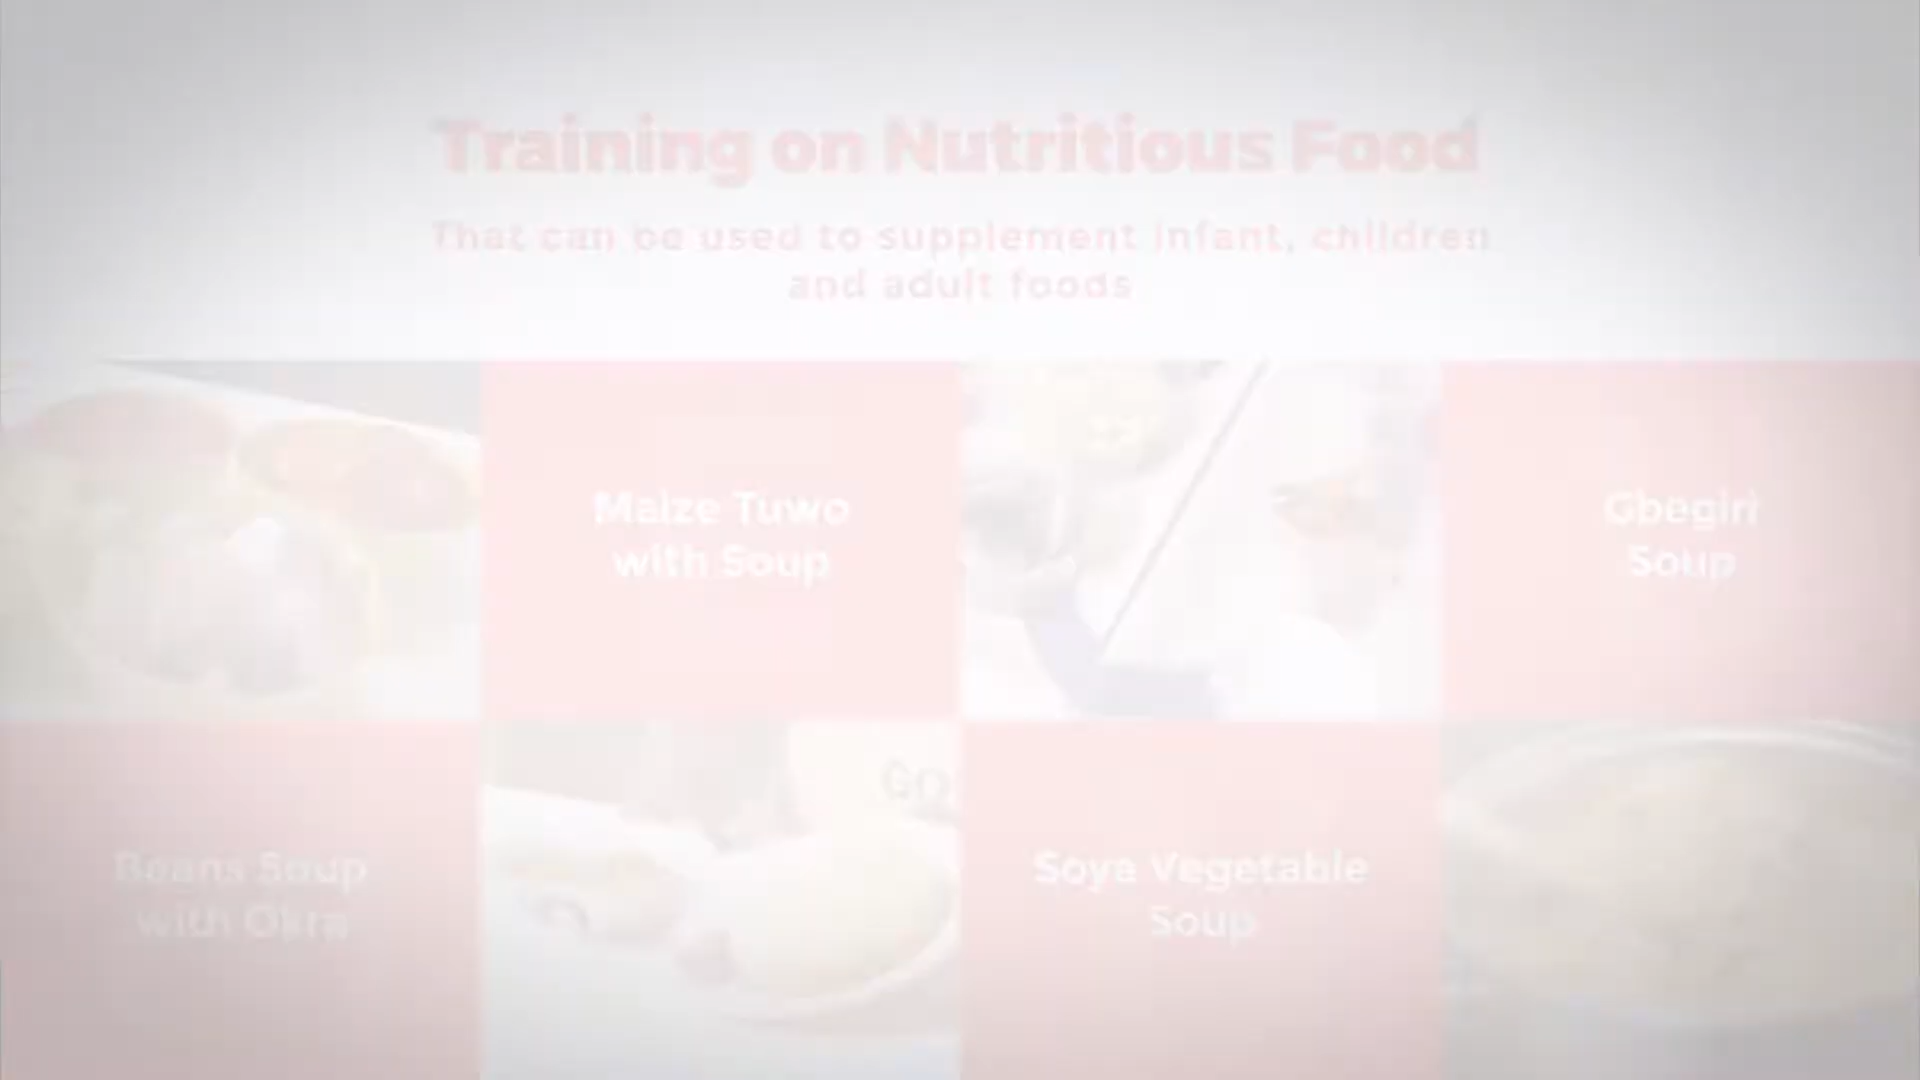 Training on Nutritious Food
That can be used to supplement infant, children
and adult foods
Maize Tuwo
with Soup
Gbegiri
Soup
Beans Soup
with Okra
Soya Vegetable
Soup